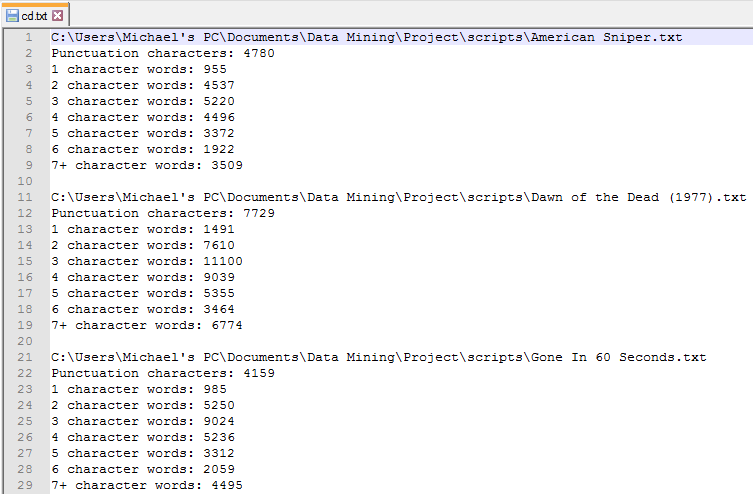 cd.txt
1 C:\Users\Michael's PC\Documents\Data Mining\Project\scripts\American Sniper.txt
2 Punctuation characters: 4780
3 1 character words: 955
4 2 character words: 4537
5 3 character words: 5220
6 4 character words: 4496
7 5 character words: 3372
8 6 character words: 1922
9 7+ character words: 3509
10
11 C:\Users\Michael's PC\Documents\Data Mining\Project\scripts\Dawn of the Dead (1977).txt
12 Punctuation characters: 7729
13 1 character words: 1491
14 2 character words: 7610
15 3 character words: 11100
16 4 character words: 9039
17 5 character words: 5355
18 6 character words: 3464
19 7+ character words: 6774
20
21 C:\Users\Michael's PC\Documents\Data Mining\Project\scripts\Gone In 60 Seconds.txt
22 Punctuation characters: 4159
23 1 character words: 985
24 2 character words: 5250
25 3 character words: 9024
26 4 character words: 5236
27 5 character words: 3312
28 6 character words: 2059
29 7+ character words: 4495